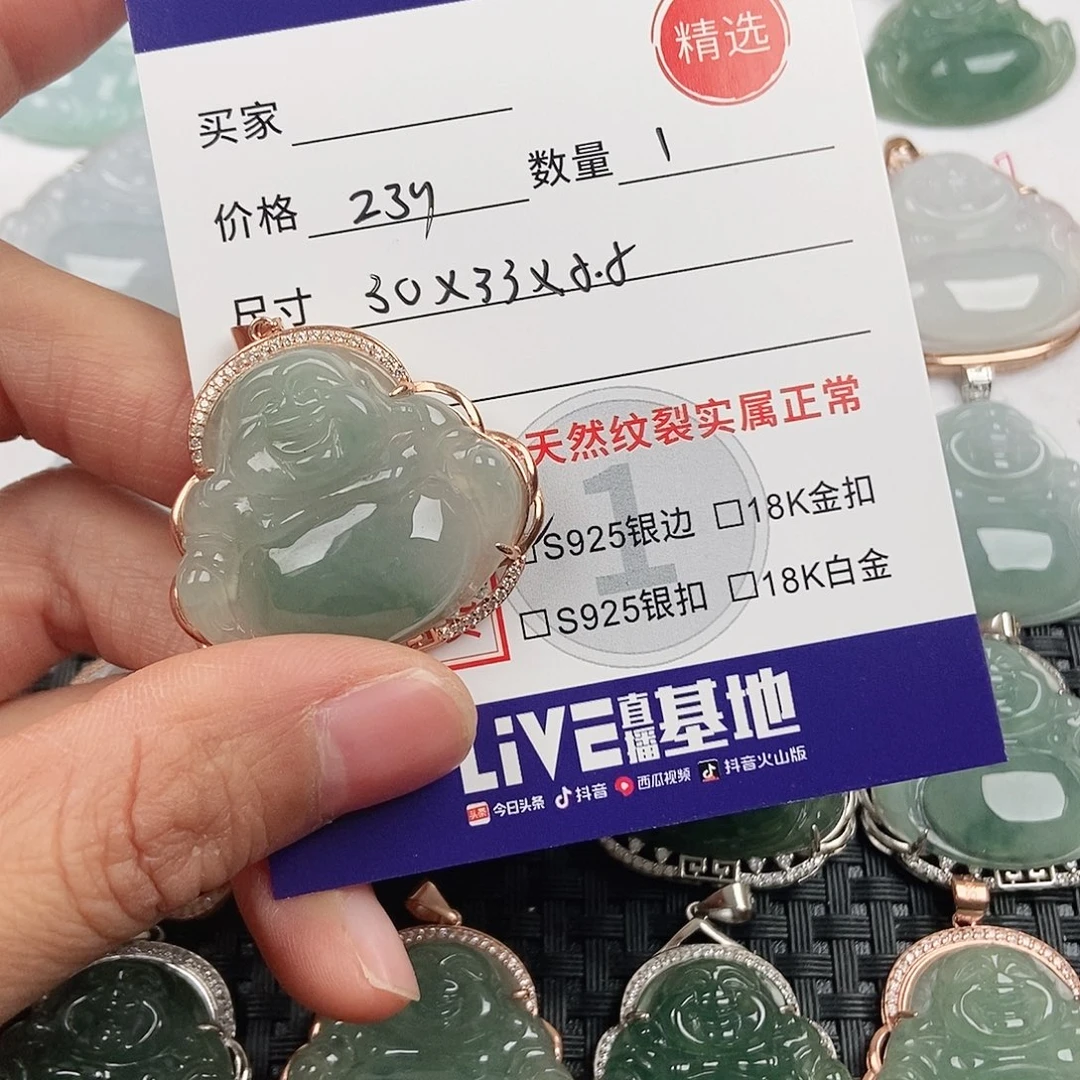 精选
买家
价格 239 数量 1
尺寸 30X33X8.8
天然纹裂实属正常
S925银边 □18K金扣
□S925银扣 □18K白金
1
LiVE直播基地
头条 今日头条 抖音 西瓜视频 抖音火山版